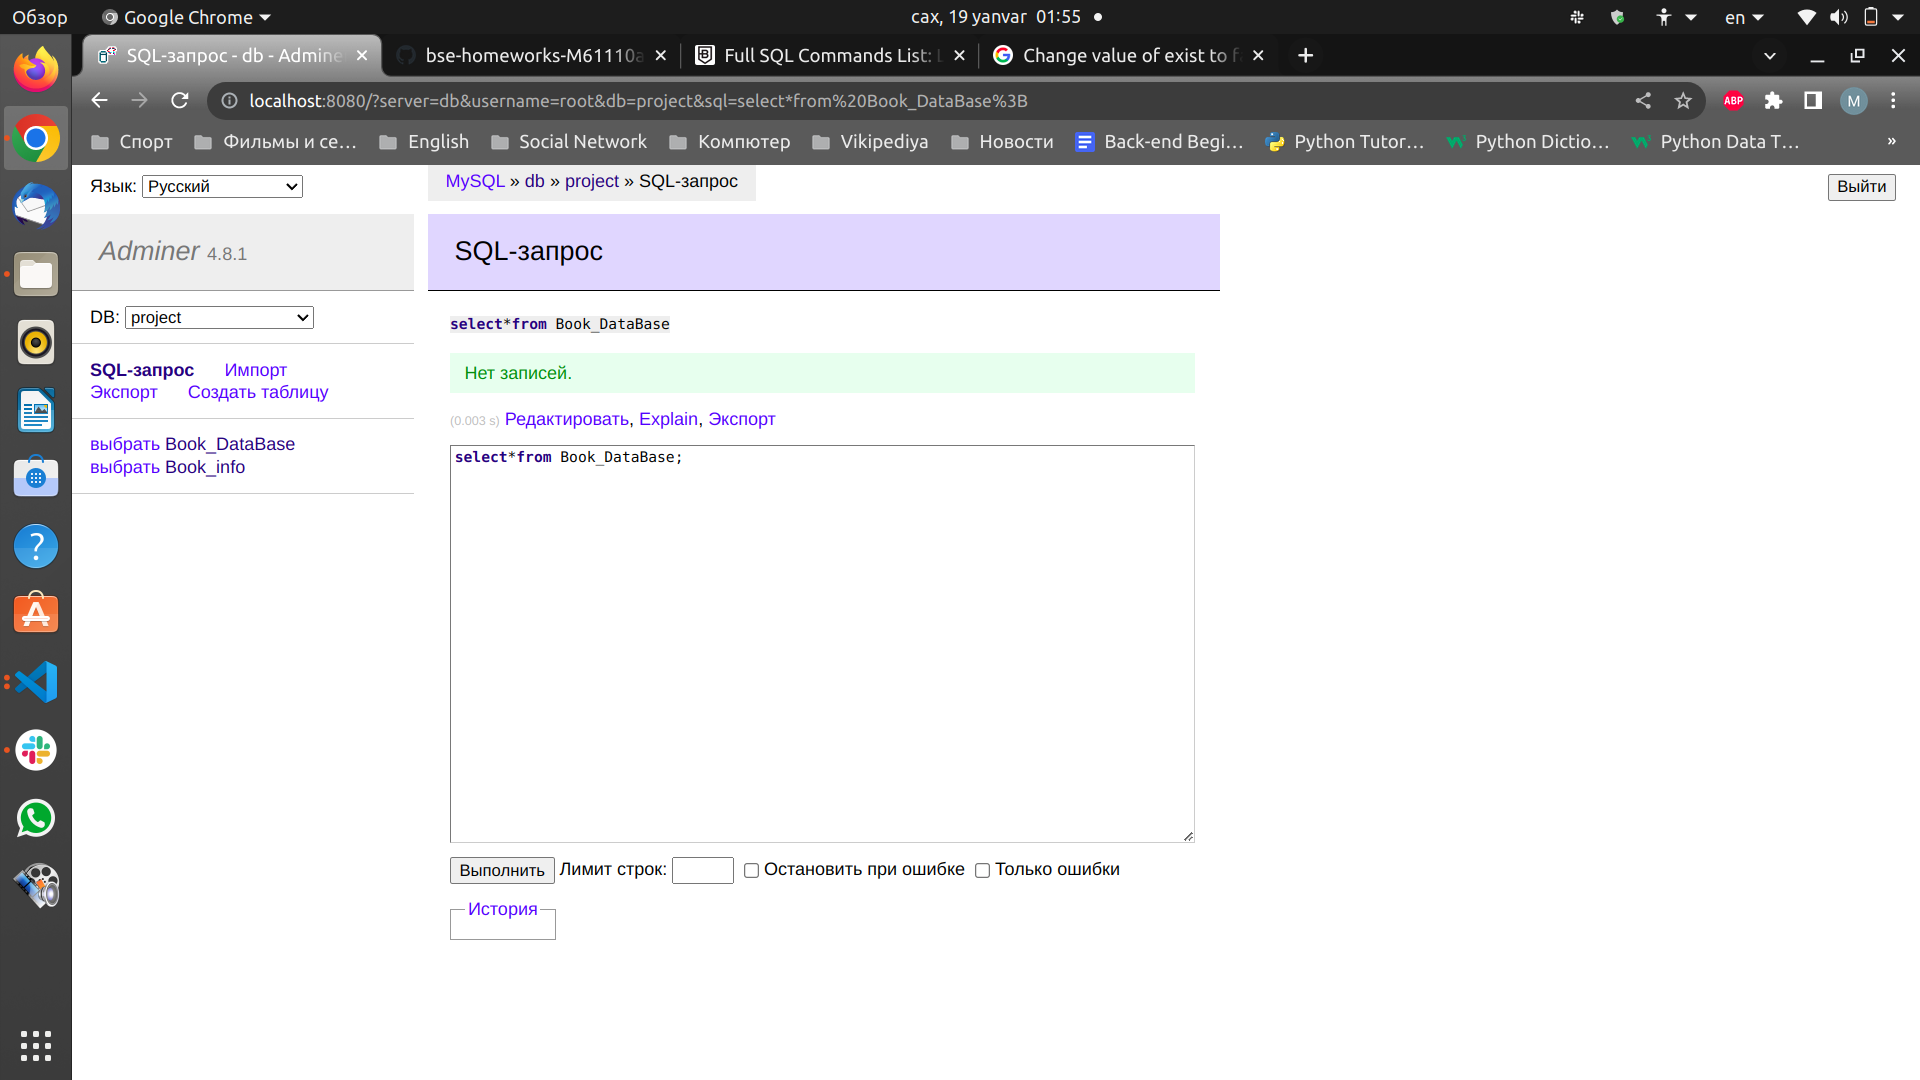 Обзор Google Chrome сах, 19 yanvar 01:55 en
SQL-запрос - db - Admine bse-homeworks-M61110a Full SQL Commands List: L Change value of exist to f
localhost:8080/?server=db&username=root&db=project&sql=select*from%20Book_DataBase%3B ABP M
Спорт Фильмы и се... English Social Network Компютер Vikipediya Новости Back-end Begi... Python Tutor... Python Dictio... Python Data T... »
Язык: Русский MySQL » db » project » SQL-запрос Выйти
Adminer 4.8.1 SQL-запрос
DB: project
select*from Book_DataBase
SQL-запрос Импорт
Экспорт Создать таблицу
Нет записей.
(0.003 s) Редактировать, Explain, Экспорт
выбрать Book_DataBase
выбрать Book_info
select*from Book_DataBase;
Выполнить Лимит строк: Остановить при ошибке Только ошибки
История